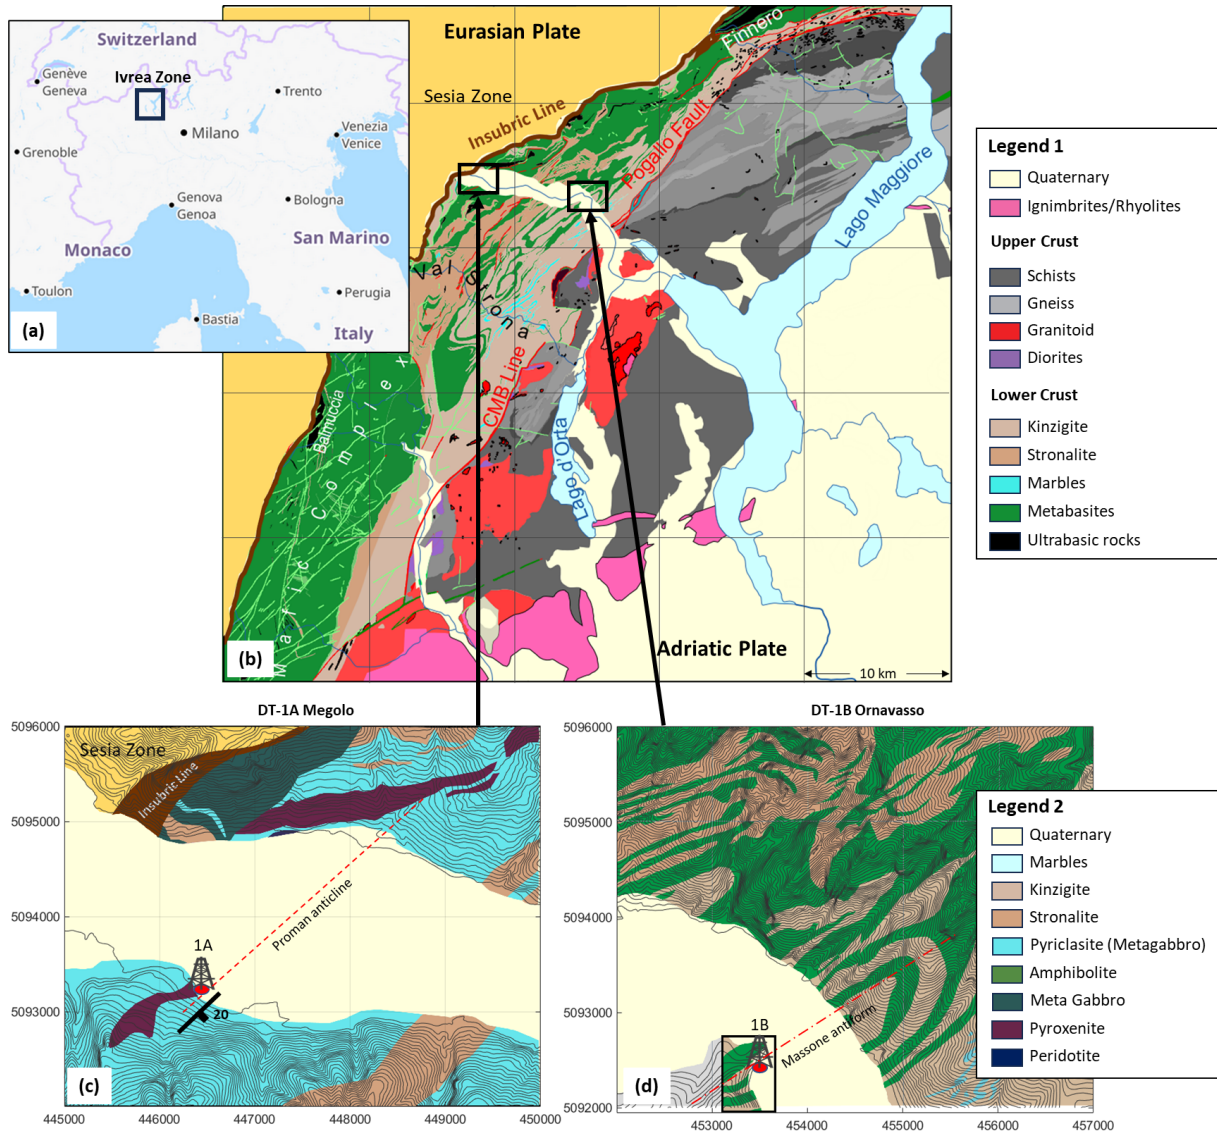 Switzerland
Genève
Geneva
Ivrea Zone
Trento
Milano
Venezia
Venice
Grenoble
Genova
Genoa
Bologna
San Marino
Monaco
Toulon
Perugia
Bastia
Italy
(a)
Eurasian Plate
Sesia Zone
Insubric Line
Finnero
Pogallo Fault
Lago Maggiore
Val Strona
CMB Line
Lago d'Orta
Balmuccia
Mafic Complex
Adriatic Plate
10 km
(b)
Legend 1
Quaternary
Ignimbrites/Rhyolites
Upper Crust
Schists
Gneiss
Granitoid
Diorites
Lower Crust
Kinzigite
Stronalite
Marbles
Metabasites
Ultrabasic rocks
DT-1A Megolo
5096000
5095000
5094000
5093000
Sesia Zone
Insubric Line
Proman anticline
1A
20
(c)
445000
446000
447000
448000
449000
450000
DT-1B Ornavasso
5096000
5095000
5094000
5093000
5092000
1B
Massone antiform
(d)
453000
454000
455000
456000
457000
Legend 2
Quaternary
Marbles
Kinzigite
Stronalite
Pyriclasite (Metagabbro)
Amphibolite
Meta Gabbro
Pyroxenite
Peridotite